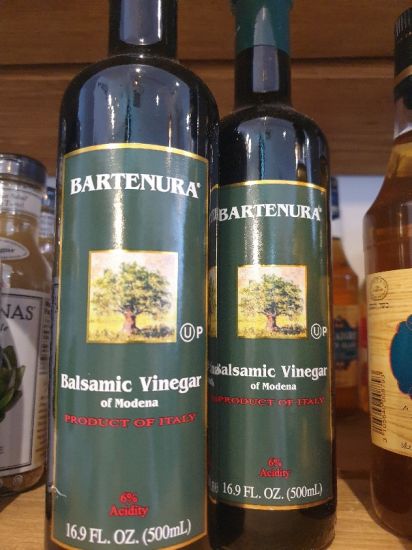 BARTENURA®
Ⓤ P
Balsamic Vinegar
of Modena
PRODUCT OF ITALY
6%
Acidity
16.9 FL. OZ. (500mL)
BARTENURA®
Ⓤ P
Balsamic Vinegar
of Modena
PRODUCT OF ITALY
6%
Acidity
16.9 FL. OZ. (500mL)
NAS